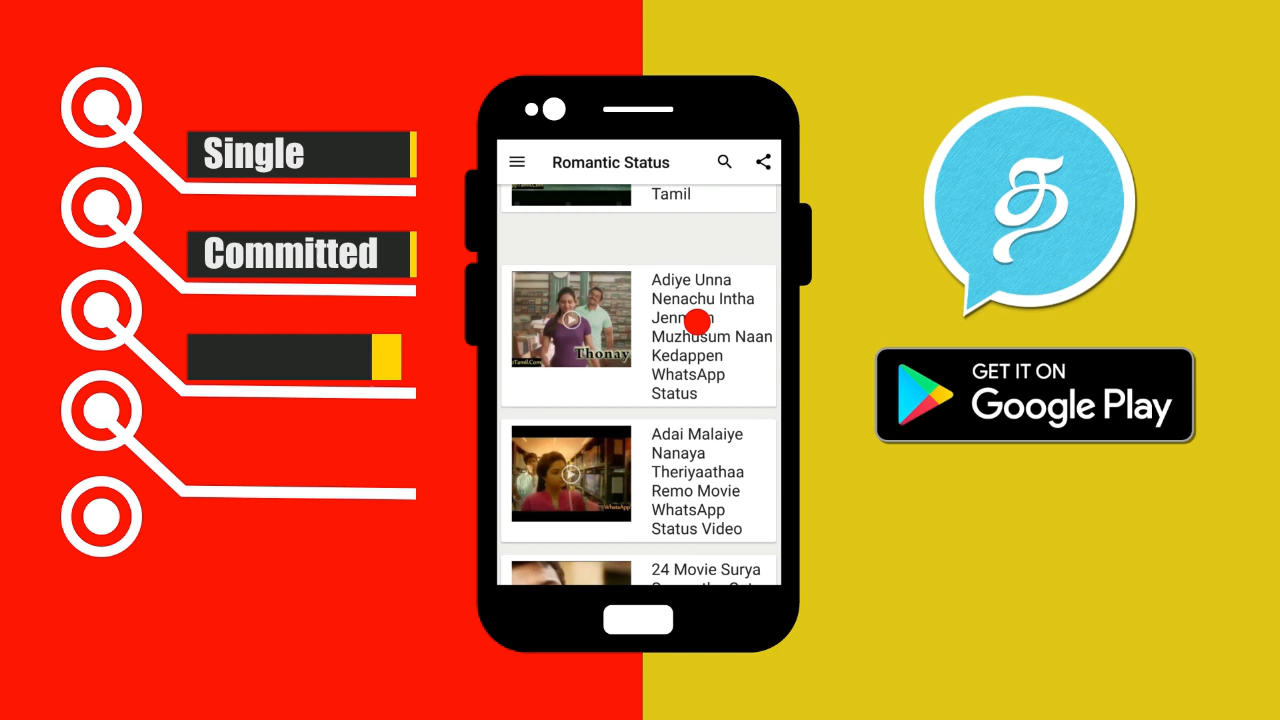 Single
Committed
Romantic Status
Tamil
Adiye Unna
Nenachu Intha
Muzhusum Naan
Kedappen
WhatsApp
Status
Thonay
Adai Malaiye
Nanaya
Theriyaathaa
Remo Movie
WhatsApp
Status Video
WhatsApp
24 Movie Surya
த
GET IT ON
Google Play